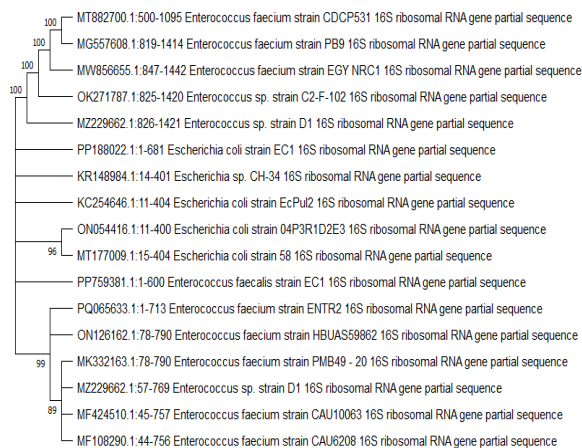 MT882700.1:500-1095 Enterococcus faecium strain CDCP531 16S ribosomal RNA gene partial sequence
100
MG557608.1:819-1414 Enterococcus faecium strain PB9 16S ribosomal RNA gene partial sequence
100
MW856655.1:847-1442 Enterococcus faecium strain EGY NRC1 16S ribosomal RNA gene partial sequence
100
OK271787.1:825-1420 Enterococcus sp. strain C2-F-102 16S ribosomal RNA gene partial sequence
100
MZ229662.1:826-1421 Enterococcus sp. strain D1 16S ribosomal RNA gene partial sequence
PP188022.1:1-681 Escherichia coli strain EC1 16S ribosomal RNA gene partial sequence
KR148984.1:14-401 Escherichia sp. CH-34 16S ribosomal RNA gene partial sequence
KC254646.1:11-404 Escherichia coli strain EcPul2 16S ribosomal RNA gene partial sequence
ON054416.1:11-400 Escherichia coli strain 04P3R1D2E3 16S ribosomal RNA gene partial sequence
96
MT177009.1:15-404 Escherichia coli strain 58 16S ribosomal RNA gene partial sequence
PP759381.1:1-600 Enterococcus faecalis strain EC1 16S ribosomal RNA gene partial sequence
PQ065633.1:1-713 Enterococcus faecium strain ENTR2 16S ribosomal RNA gene partial sequence
ON126162.1:78-790 Enterococcus faecium strain HBUAS59862 16S ribosomal RNA gene partial sequence
99
MK332163.1:78-790 Enterococcus faecium strain PMB49 - 20 16S ribosomal RNA gene partial sequence
MZ229662.1:57-769 Enterococcus sp. strain D1 16S ribosomal RNA gene partial sequence
89
MF424510.1:45-757 Enterococcus faecium strain CAU10063 16S ribosomal RNA gene partial sequence
MF108290.1:44-756 Enterococcus faecium strain CAU6208 16S ribosomal RNA gene partial sequence